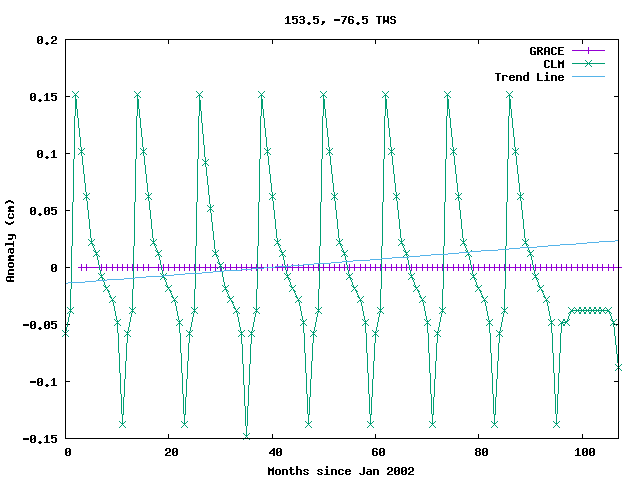 153.5, -76.5 TWS
GRACE
CLM
Trend Line
0.2
0.15
0.1
0.05
0
-0.05
-0.1
-0.15
Anomaly (cm)
0 20 40 60 80 100
Months since Jan 2002